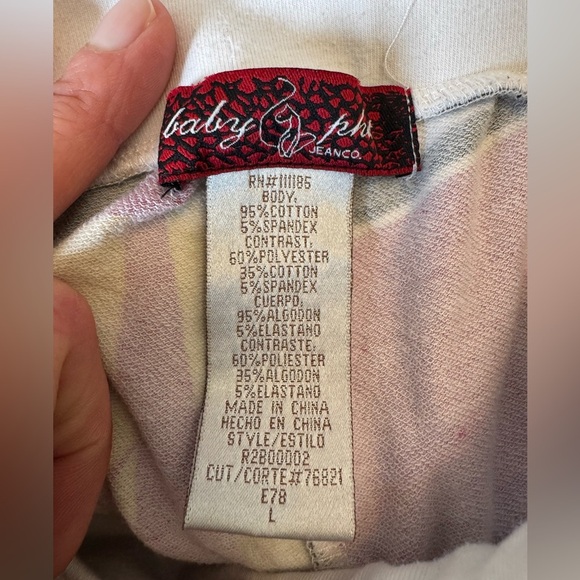 baby
JEANCO.
RN#111185
BODY:
95%COTTON
5%SPANDEX
CONTRAST:
60%POLYESTER
35%COTTON
5%SPANDEX
CUERPO:
95%ALGODON
5%ELASTANO
CONTRASTE:
60%POLIESTER
35%ALGODON
5%ELASTANO
MADE IN CHINA
HECHO EN CHINA
STYLE/ESTILO
R2B00002
CUT/CORTE#76821
E78
L